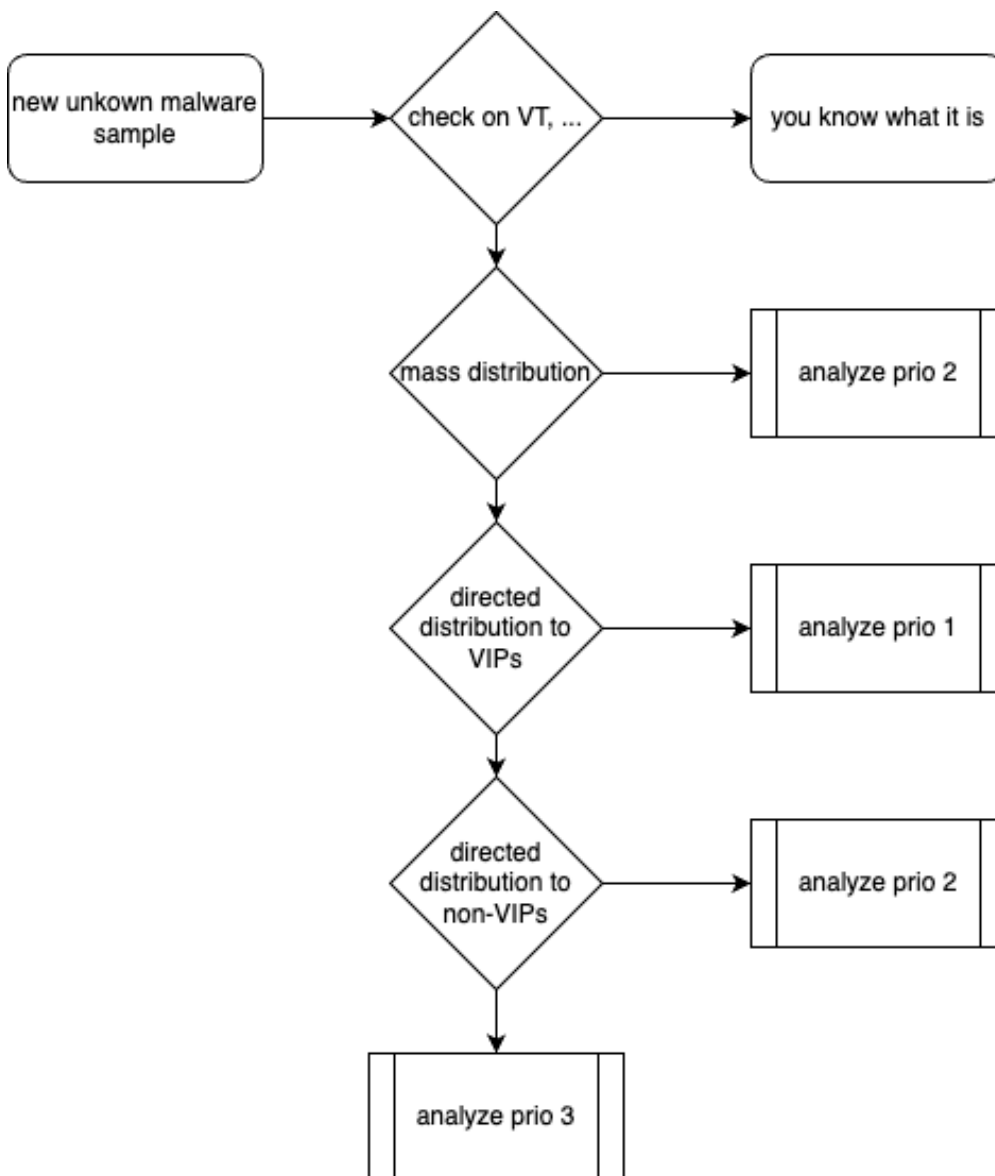 new unkown malware
sample
check on VT, ...
you know what it is
mass distribution
analyze prio 2
directed
distribution to
VIPs
analyze prio 1
directed
distribution to
non-VIPs
analyze prio 2
analyze prio 3